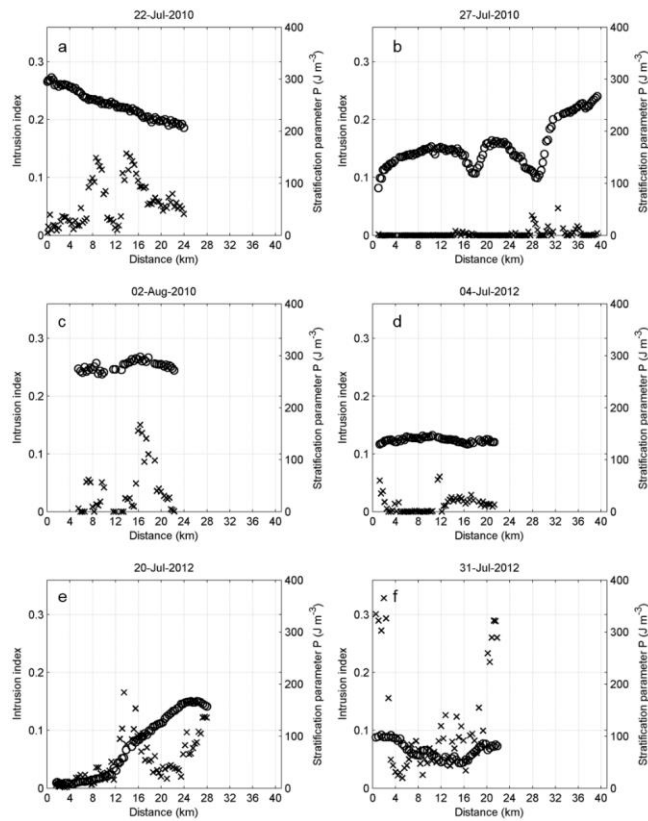 22-Jul-2010
a
400
0.3
300
0.2
200
0.1
100
0
0
0 4 8 12 16 20 24 28 32 36 40
Distance (km)
Intrusion index
Stratification parameter P (J m⁻³)
27-Jul-2010
b
400
0.3
300
0.2
200
0.1
100
0
0
0 4 8 12 16 20 24 28 32 36 40
Distance (km)
Intrusion index
Stratification parameter P (J m⁻³)
02-Aug-2010
c
400
0.3
300
0.2
200
0.1
100
0
0
0 4 8 12 16 20 24 28 32 36 40
Distance (km)
Intrusion index
Stratification parameter P (J m⁻³)
04-Jul-2012
d
400
0.3
300
0.2
200
0.1
100
0
0
0 4 8 12 16 20 24 28 32 36 40
Distance (km)
Intrusion index
Stratification parameter P (J m⁻³)
20-Jul-2012
e
400
0.3
300
0.2
200
0.1
100
0
0
0 4 8 12 16 20 24 28 32 36 40
Distance (km)
Intrusion index
Stratification parameter P (J m⁻³)
31-Jul-2012
f
400
0.3
300
0.2
200
0.1
100
0
0
0 4 8 12 16 20 24 28 32 36 40
Distance (km)
Intrusion index
Stratification parameter P (J m⁻³)